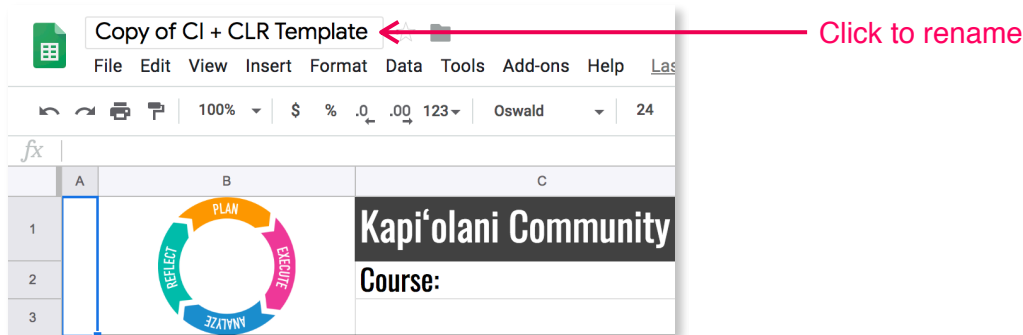 Copy of CI + CLR Template
Click to rename
File Edit View Insert Format Data Tools Add-ons Help Las
100% $ % .0 .00 123 Oswald 24
fx
A B C
1 Kapiʻolani Community
2 Course:
3
PLAN
EXECUTE
ANALYZE
REFLECT